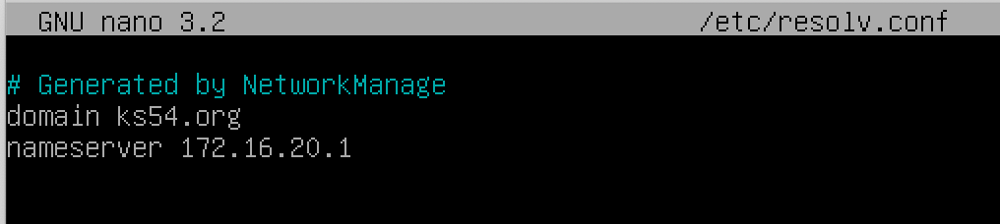 GNU nano 3.2 /etc/resolv.conf
# Generated by NetworkManage
domain ks54.org
nameserver 172.16.20.1